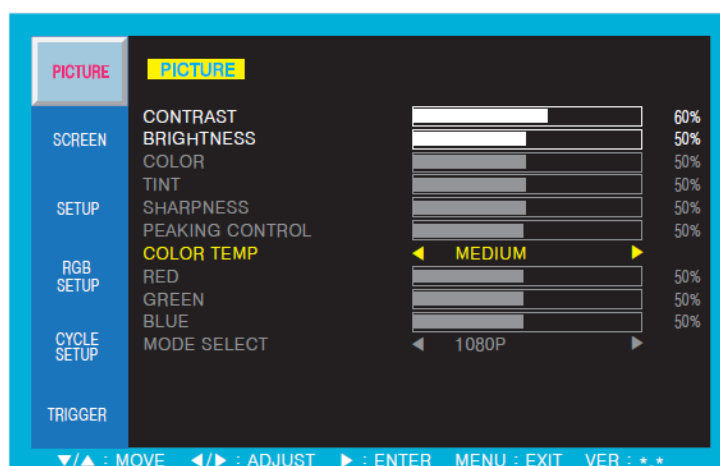 PICTURE
SCREEN
SETUP
RGB
SETUP
CYCLE
SETUP
TRIGGER
PICTURE
CONTRAST 60%
BRIGHTNESS 50%
COLOR 50%
TINT 50%
SHARPNESS 50%
PEAKING CONTROL 50%
COLOR TEMP ◀ MEDIUM ▶
RED 50%
GREEN 50%
BLUE 50%
MODE SELECT ◀ 1080P ▶
▼/▲ : MOVE ◀/▶ : ADJUST ▶ : ENTER MENU : EXIT VER : *.*